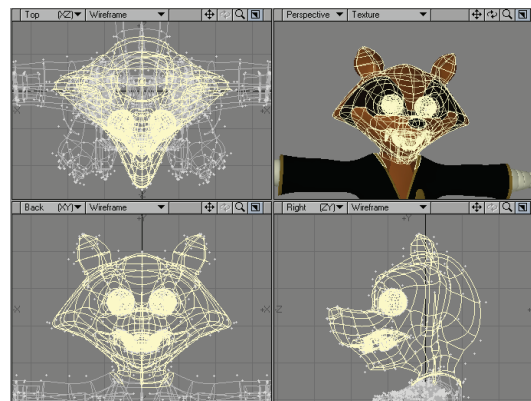 Top (XZ) Wireframe
Perspective Texture
Back (XY) Wireframe
Right (ZY) Wireframe